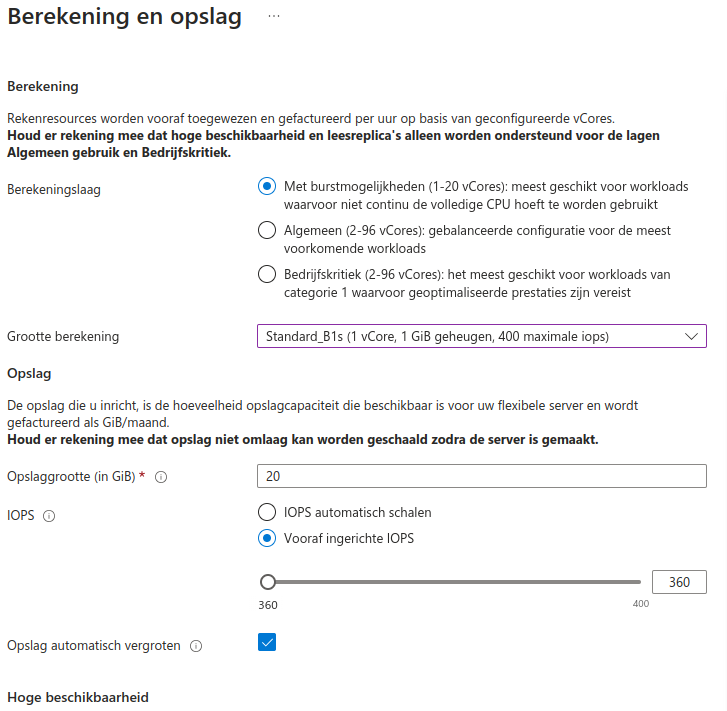 Berekening en opslag ...
Berekening
Rekenresources worden vooraf toegewezen en gefactureerd per uur op basis van geconfigureerde vCores.
Houd er rekening mee dat hoge beschikbaarheid en leesreplica's alleen worden ondersteund voor de lagen
Algemeen gebruik en Bedrijfskritiek.
Berekeningslaag
Met burstmogelijkheden (1-20 vCores): meest geschikt voor workloads
waarvoor niet continu de volledige CPU hoeft te worden gebruikt
Algemeen (2-96 vCores): gebalanceerde configuratie voor de meest
voorkomende workloads
Bedrijfskritiek (2-96 vCores): het meest geschikt voor workloads van
categorie 1 waarvoor geoptimaliseerde prestaties zijn vereist
Grootte berekening
Standard_B1s (1 vCore, 1 GiB geheugen, 400 maximale iops)
Opslag
De opslag die u inricht, is de hoeveelheid opslagcapaciteit die beschikbaar is voor uw flexibele server en wordt
gefactureerd als GiB/maand.
Houd er rekening mee dat opslag niet omlaag kan worden geschaald zodra de server is gemaakt.
Opslaggrootte (in GiB) *
20
IOPS
IOPS automatisch schalen
Vooraf ingerichte IOPS
360
360
400
Opslag automatisch vergroten
Hoge beschikbaarheid